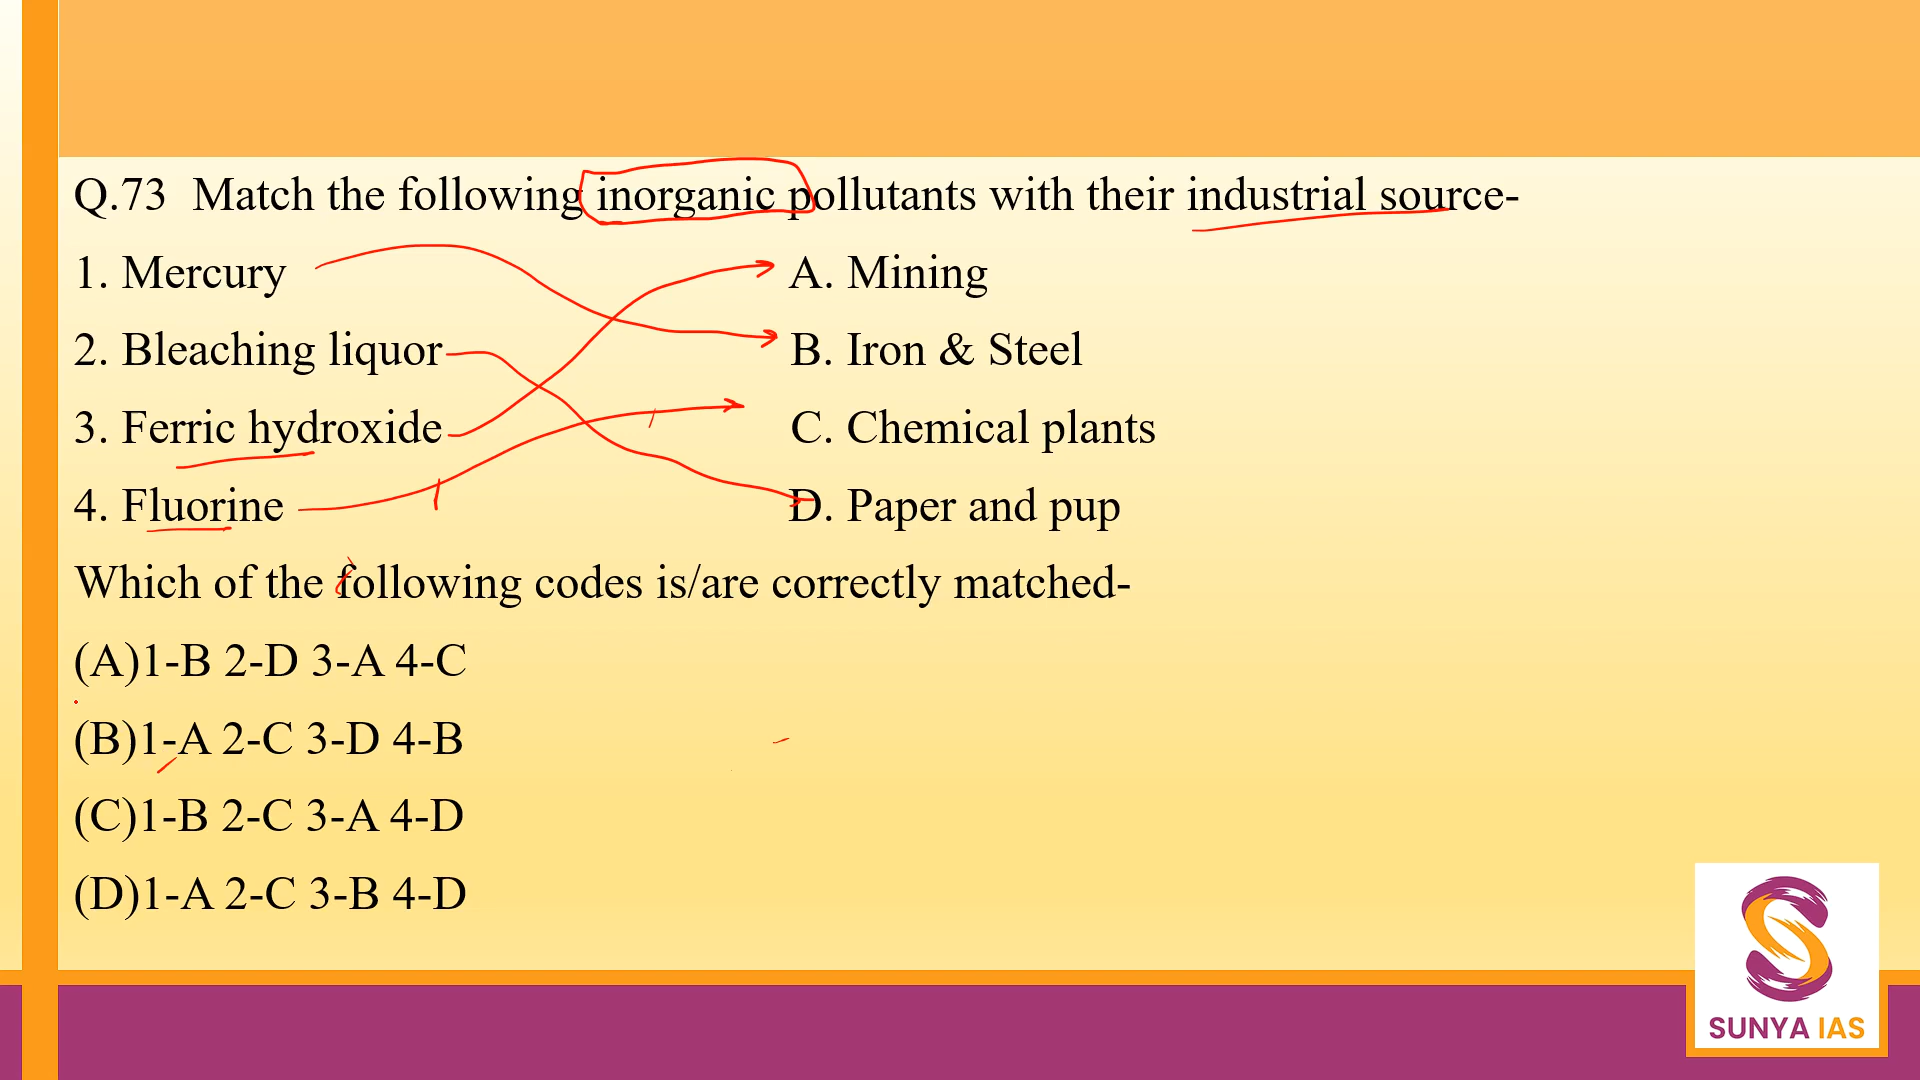 Q.73 Match the following inorganic pollutants with their industrial source-
1. Mercury A. Mining
2. Bleaching liquor B. Iron & Steel
3. Ferric hydroxide C. Chemical plants
4. Fluorine D. Paper and pup
Which of the following codes is/are correctly matched-
(A)1-B 2-D 3-A 4-C
(B)1-A 2-C 3-D 4-B
(C)1-B 2-C 3-A 4-D
(D)1-A 2-C 3-B 4-D
SUNYA IAS